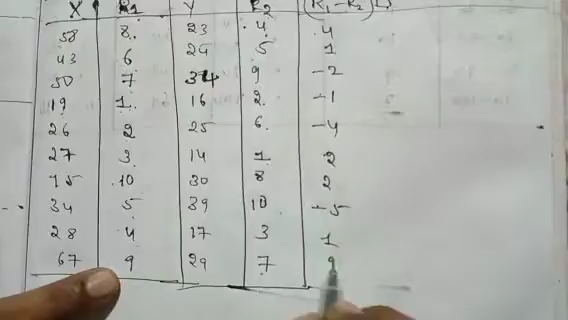 X R1 Y R2 (R1-R2) D
58 8 23 4 4
43 6 24 5 1
50 7 34 9 -2
19 1 16 2 -1
26 2 25 6 -4
27 3 14 1 2
75 10 30 8 2
34 5 39 10 -5
28 4 17 3 1
67 9 29 7